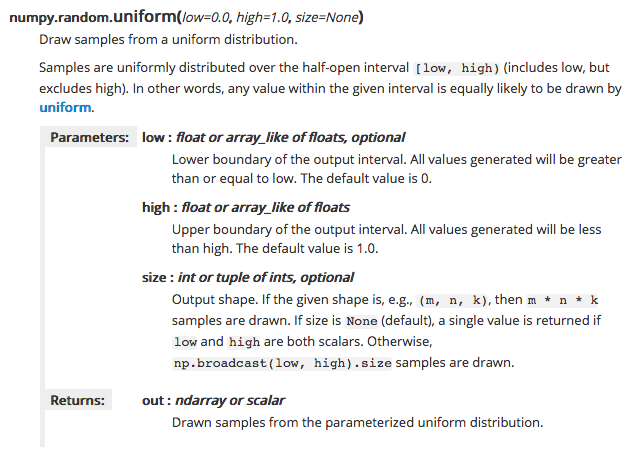 numpy.random.uniform(low=0.0, high=1.0, size=None)
Draw samples from a uniform distribution.
Samples are uniformly distributed over the half-open interval [low, high) (includes low, but
excludes high). In other words, any value within the given interval is equally likely to be drawn by
uniform.
Parameters: low : float or array_like of floats, optional
Lower boundary of the output interval. All values generated will be greater
than or equal to low. The default value is 0.
high : float or array_like of floats
Upper boundary of the output interval. All values generated will be less
than high. The default value is 1.0.
size : int or tuple of ints, optional
Output shape. If the given shape is, e.g., (m, n, k), then m * n * k
samples are drawn. If size is None (default), a single value is returned if
low and high are both scalars. Otherwise,
np.broadcast(low, high).size samples are drawn.
Returns: out : ndarray or scalar
Drawn samples from the parameterized uniform distribution.